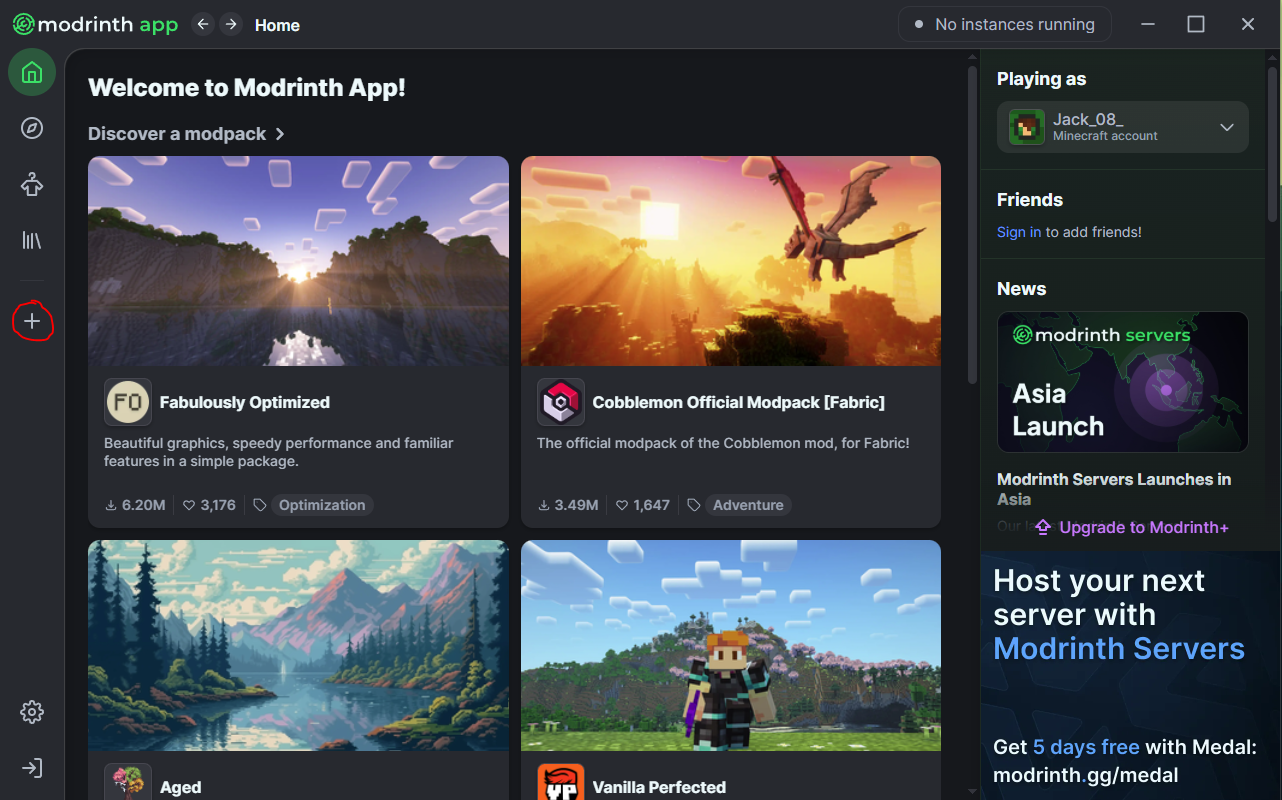 modrinth app
Home
No instances running
Welcome to Modrinth App!
Discover a modpack
FO
Fabulously Optimized
Beautiful graphics, speedy performance and familiar
features in a simple package.
6.20M
3,176
Optimization
Cobblemon Official Modpack [Fabric]
The official modpack of the Cobblemon mod, for Fabric!
3.49M
1,647
Adventure
Aged
VP
Vanilla Perfected
Playing as
Jack_08_
Minecraft account
Friends
Sign in to add friends!
News
modrinth servers
Asia
Launch
Modrinth Servers Launches in
Asia
Upgrade to Modrinth+
Host your next
server with
Modrinth Servers
Get 5 days free with Medal:
modrinth.gg/medal